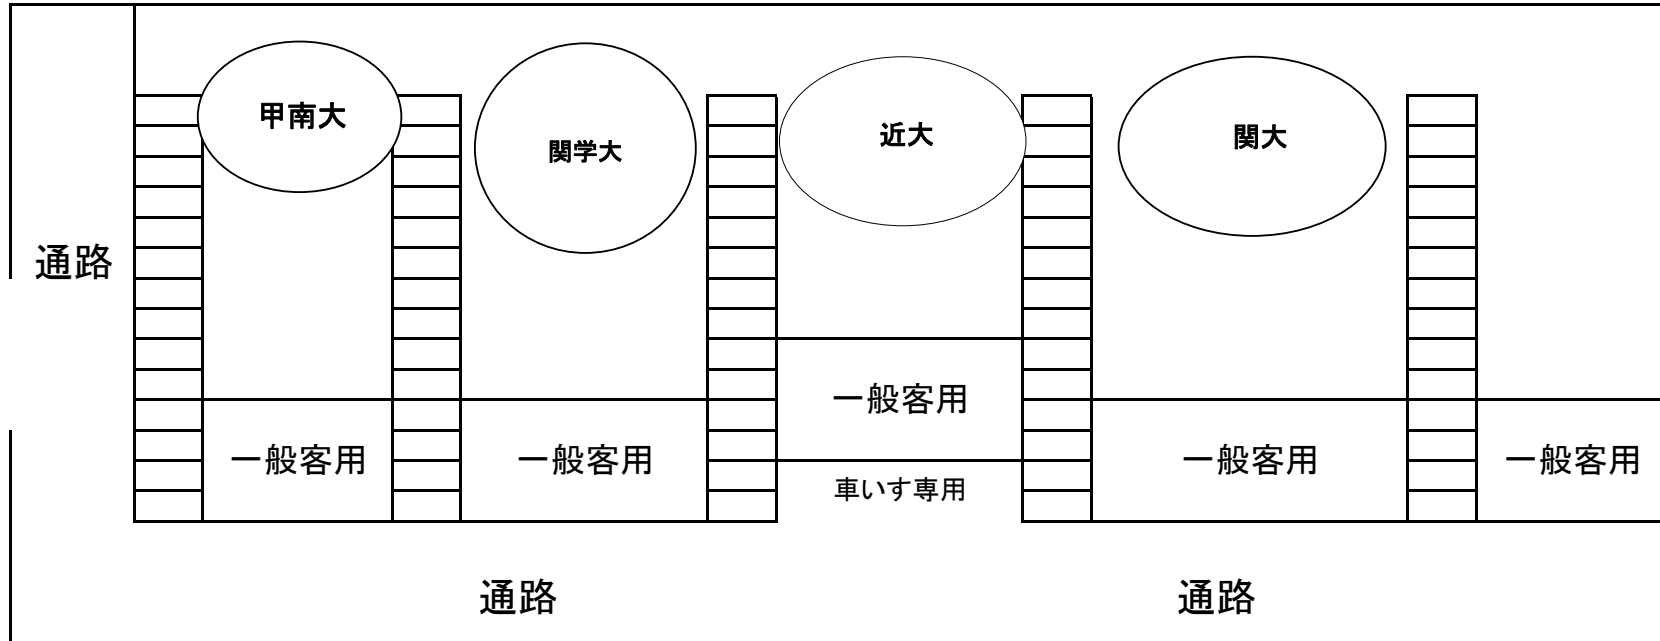 甲南大
関学大
近大
関大
通路
一般客用
一般客用
一般客用
一般客用
一般客用
車いす専用
通路
通路